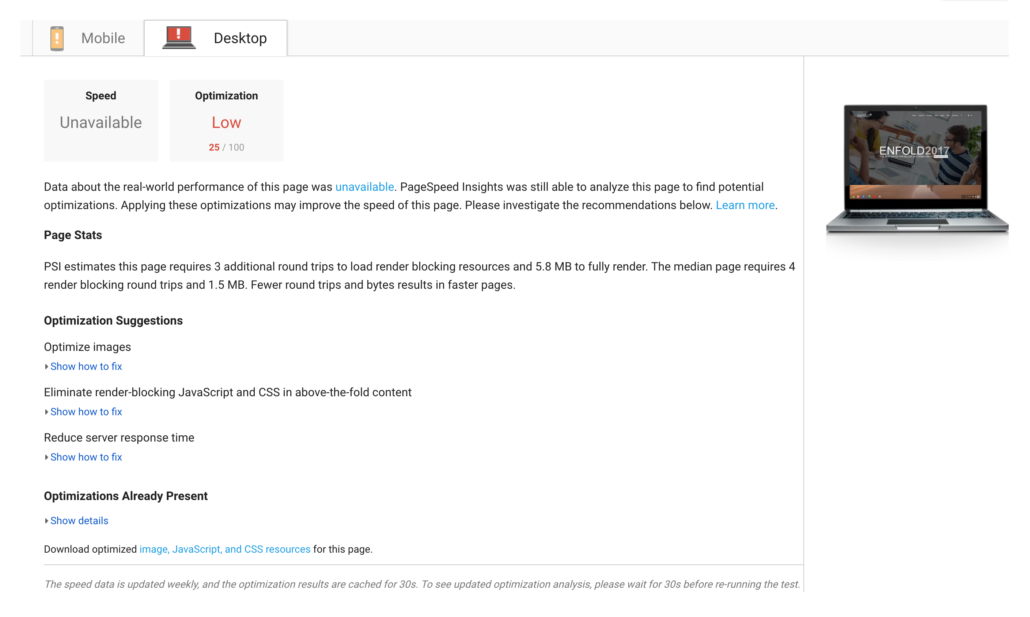 Mobile
Desktop
Speed
Optimization
Unavailable
Low
25 / 100
ENFOLD2017
Data about the real-world performance of this page was unavailable. PageSpeed Insights was still able to analyze this page to find potential
optimizations. Applying these optimizations may improve the speed of this page. Please investigate the recommendations below. Learn more.
Page Stats
PSI estimates this page requires 3 additional round trips to load render blocking resources and 5.8 MB to fully render. The median page requires 4
render blocking round trips and 1.5 MB. Fewer round trips and bytes results in faster pages.
Optimization Suggestions
Optimize images
Show how to fix
Eliminate render-blocking JavaScript and CSS in above-the-fold content
Show how to fix
Reduce server response time
Show how to fix
Optimizations Already Present
Show details
Download optimized image, JavaScript, and CSS resources for this page.
The speed data is updated weekly, and the optimization results are cached for 30s. To see updated optimization analysis, please wait for 30s before re-running the test.